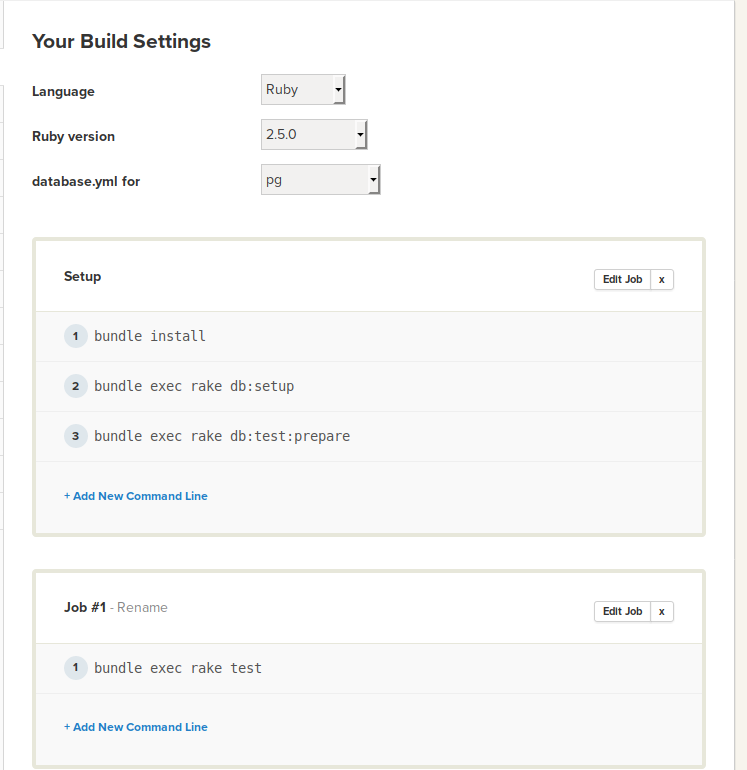 Your Build Settings
Language Ruby
Ruby version 2.5.0
database.yml for pg
Setup Edit Job x
1 bundle install
2 bundle exec rake db:setup
3 bundle exec rake db:test:prepare
+ Add New Command Line
Job #1 - Rename Edit Job x
1 bundle exec rake test
+ Add New Command Line